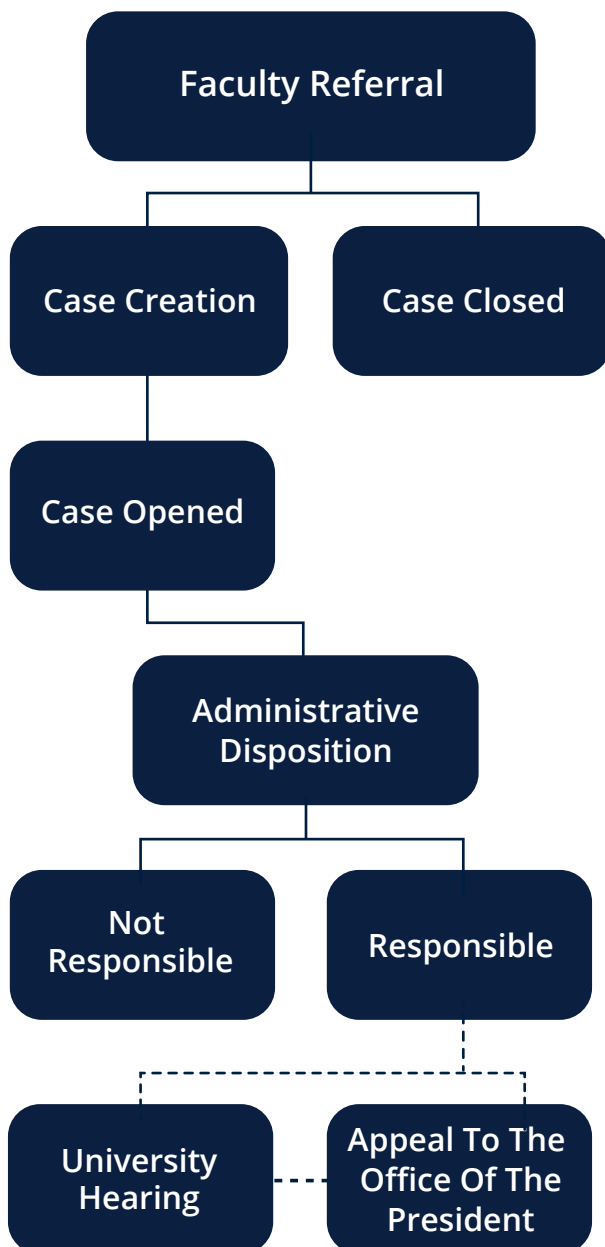 Faculty Referral
Case Creation
Case Closed
Case Opened
Administrative
Disposition
Not
Responsible
Responsible
University
Hearing
Appeal To The
Office Of The
President